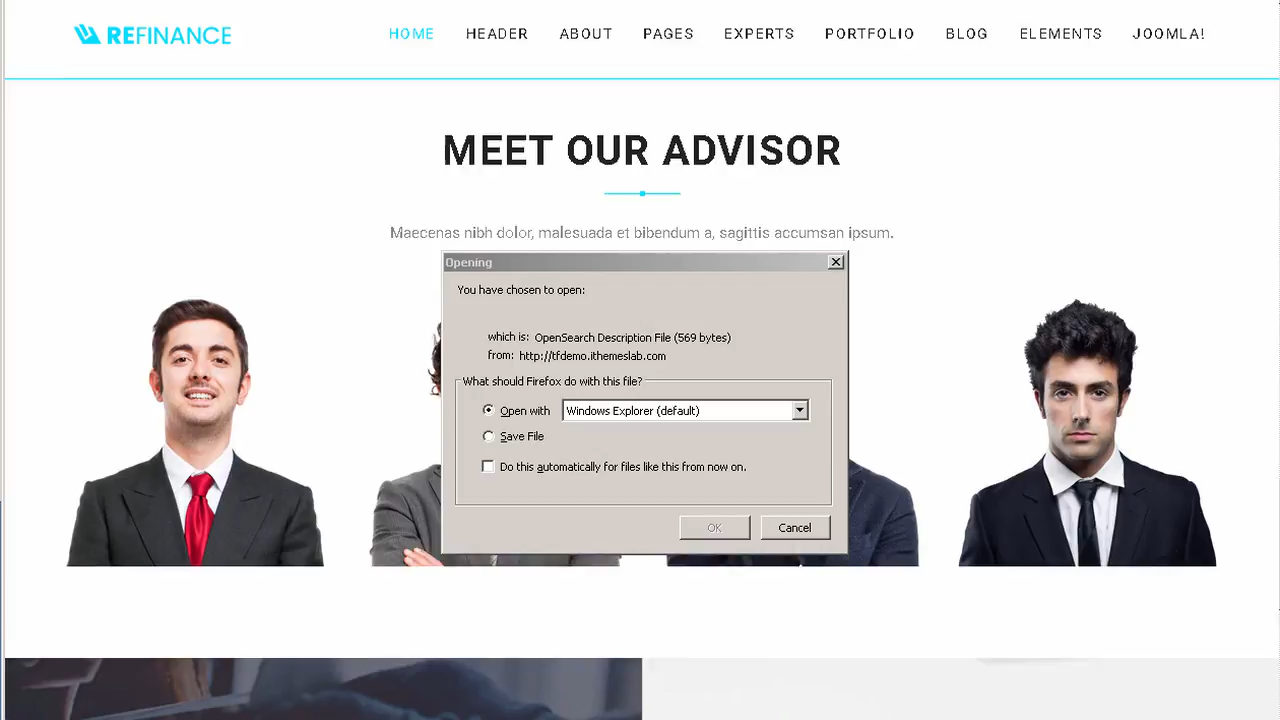 REFINANCE
HOME HEADER ABOUT PAGES EXPERTS PORTFOLIO BLOG ELEMENTS JOOMLA!
MEET OUR ADVISOR
Maecenas nibh dolor, malesuada et bibendum a, sagittis accumsan ipsum.
Opening
You have chosen to open:
which is: OpenSearch Description File (569 bytes)
from: http://tfdemo.ithemeslab.com
What should Firefox do with this file?
Open with Windows Explorer (default)
Save File
Do this automatically for files like this from now on.
OK Cancel